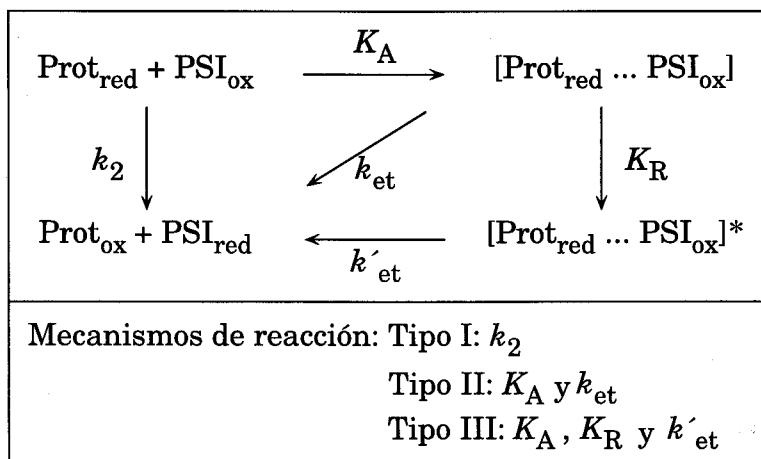 K_A
Prot_red + PSI_ox [Prot_red ... PSI_ox]
k_2 k_et K_R
Prot_ox + PSI_red [Prot_red ... PSI_ox]*
k´_et
Mecanismos de reacción: Tipo I: k_2
Tipo II: K_A y k_et
Tipo III: K_A , K_R y k´_et